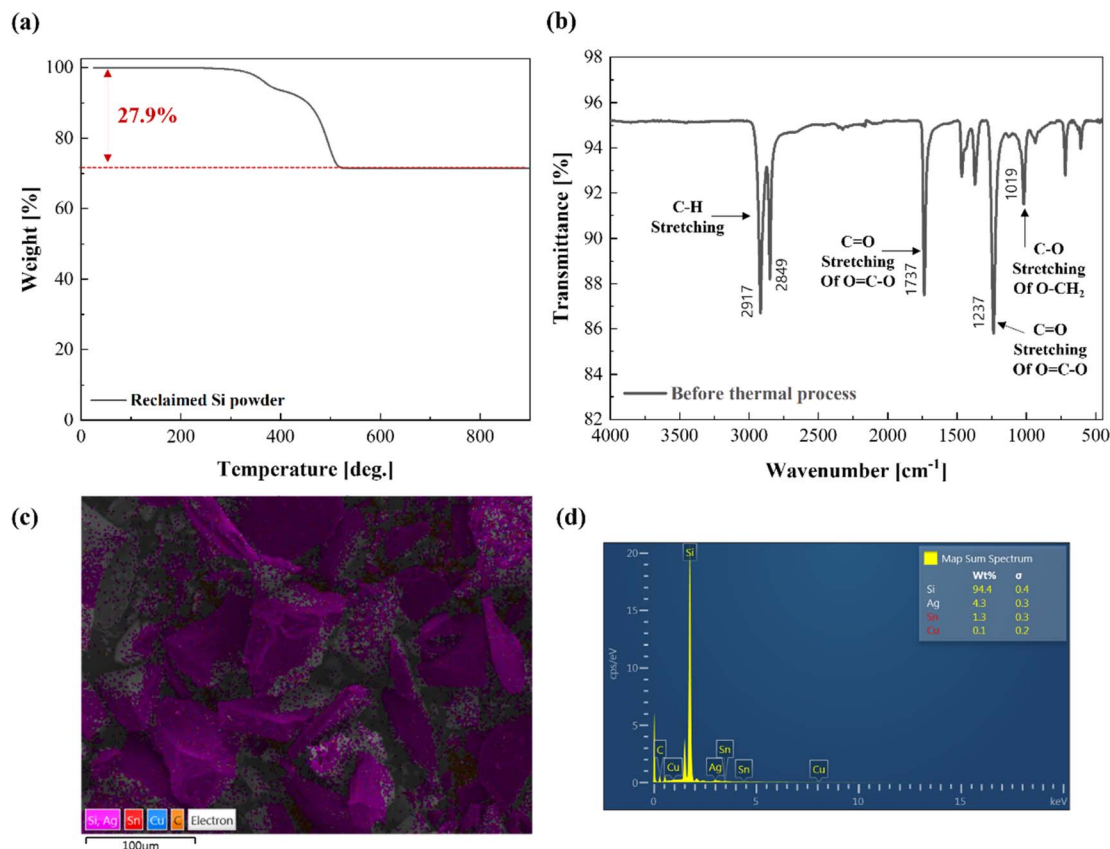 (a)
100
80
60
40
20
0
Weight [%]
27.9%
Reclaimed Si powder
0
200
400
600
800
Temperature [deg.]
(b)
98
96
94
92
90
88
86
84
82
Transmittance [%]
C-H
Stretching
2917
2849
C=O
Stretching
Of O=C-O
1737
1237
1019
C-O
Stretching
Of O-CH₂
C=O
Stretching
Of O=C-O
Before thermal process
4000
3500
3000
2500
2000
1500
1000
500
Wavenumber [cm⁻¹]
(c)
Si, Ag
Sn
Cu
C
Electron
100µm
(d)
20
15
10
5
0
cps/eV
Si
C
Cu
Ag
Sn
Sn
Cu
0
5
10
15
keV
Map Sum Spectrum
Wt% σ
Si 94.4 0.4
Ag 4.3 0.3
Sn 1.3 0.3
Cu 0.1 0.2